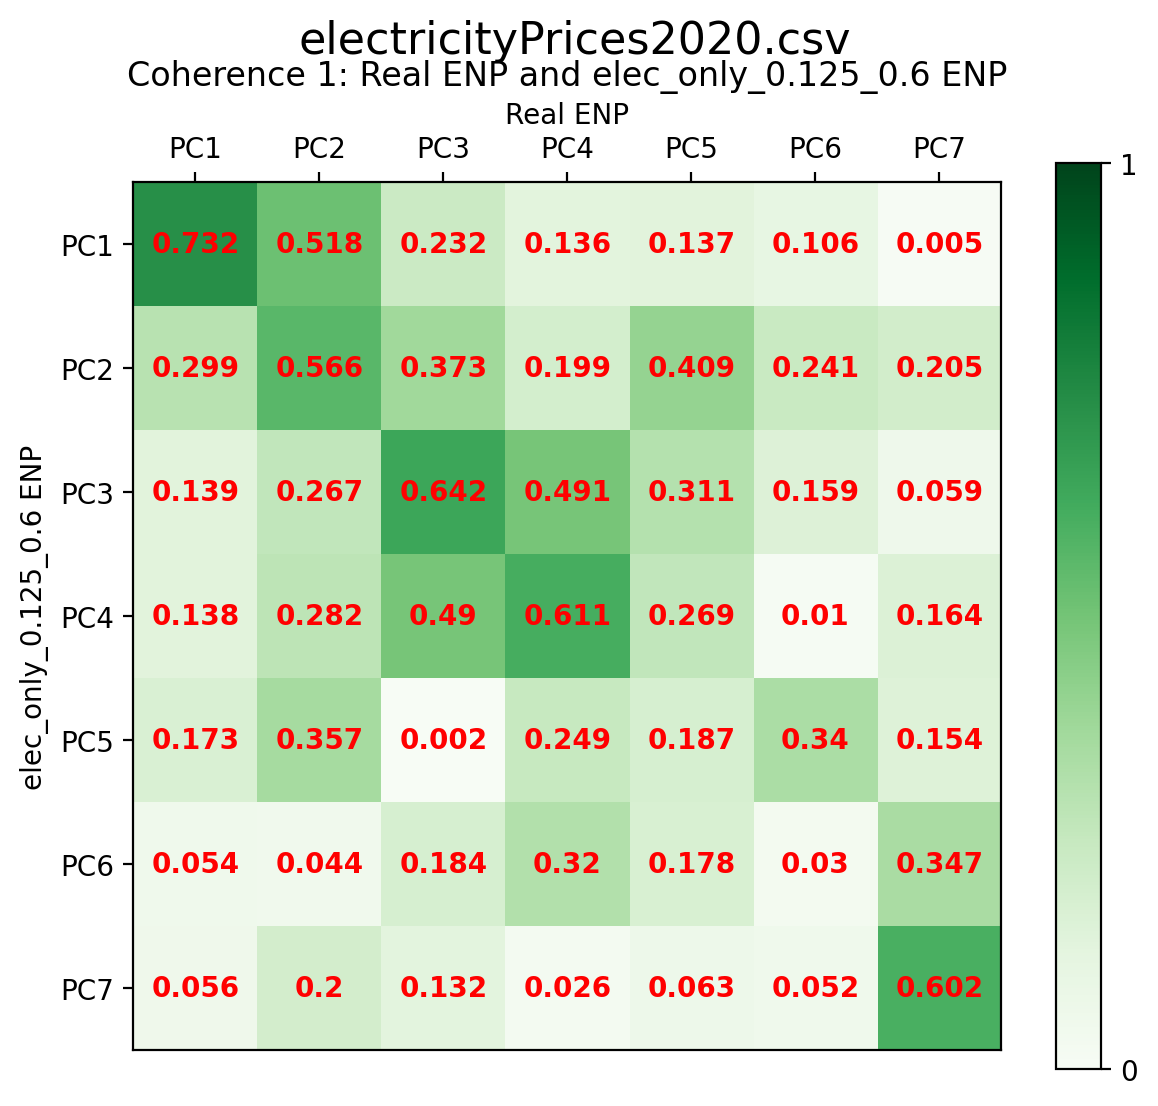 electricityPrices2020.csv
Coherence 1: Real ENP and elec_only_0.125_0.6 ENP
Real ENP
PC1 PC2 PC3 PC4 PC5 PC6 PC7
1
PC1 0.732 0.518 0.232 0.136 0.137 0.106 0.005
PC2 0.299 0.566 0.373 0.199 0.409 0.241 0.205
PC3 0.139 0.267 0.642 0.491 0.311 0.159 0.059
PC4 0.138 0.282 0.49 0.611 0.269 0.01 0.164
PC5 0.173 0.357 0.002 0.249 0.187 0.34 0.154
PC6 0.054 0.044 0.184 0.32 0.178 0.03 0.347
PC7 0.056 0.2 0.132 0.026 0.063 0.052 0.602
0
elec_only_0.125_0.6 ENP